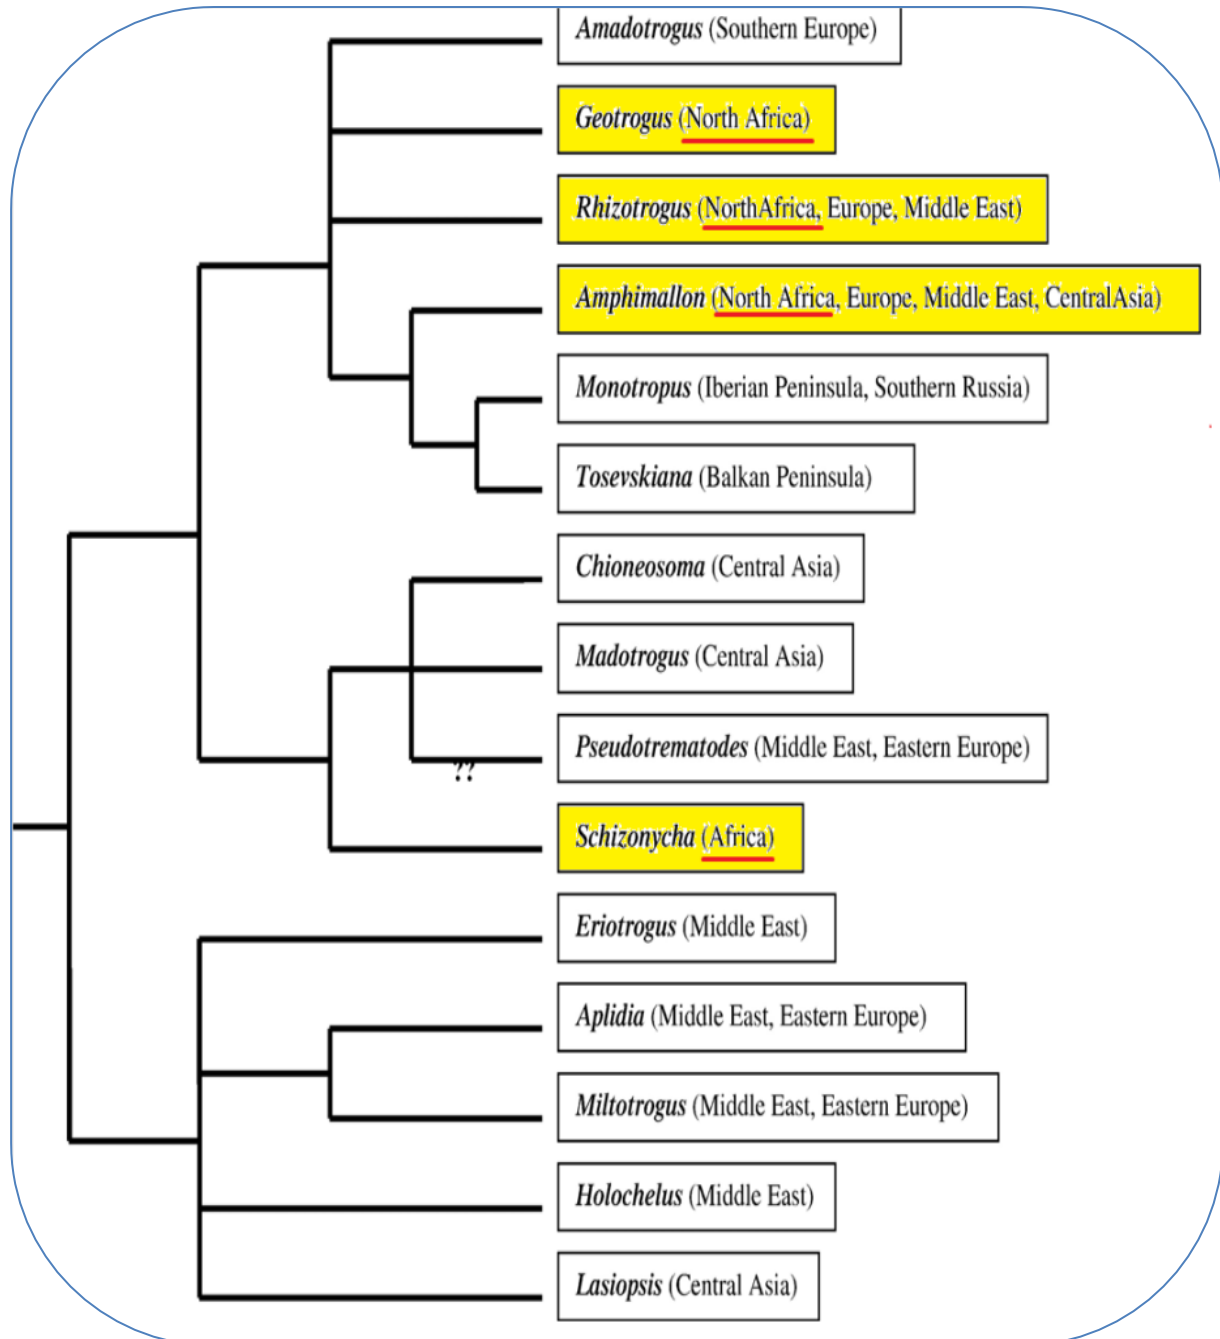 Amadotrogus (Southern Europe)
Geotrogus (North Africa)
Rhizotrogus (NorthAfrica, Europe, Middle East)
Amphimallon (North Africa, Europe, Middle East, CentralAsia)
Monotropus (Iberian Peninsula, Southern Russia)
Tosevskiana (Balkan Peninsula)
Chioneosoma (Central Asia)
Madotrogus (Central Asia)
Pseudotrematodes (Middle East, Eastern Europe)
??
Schizonycha (Africa)
Eriotrogus (Middle East)
Aplidia (Middle East, Eastern Europe)
Miltotrogus (Middle East, Eastern Europe)
Holochelus (Middle East)
Lasiopsis (Central Asia)